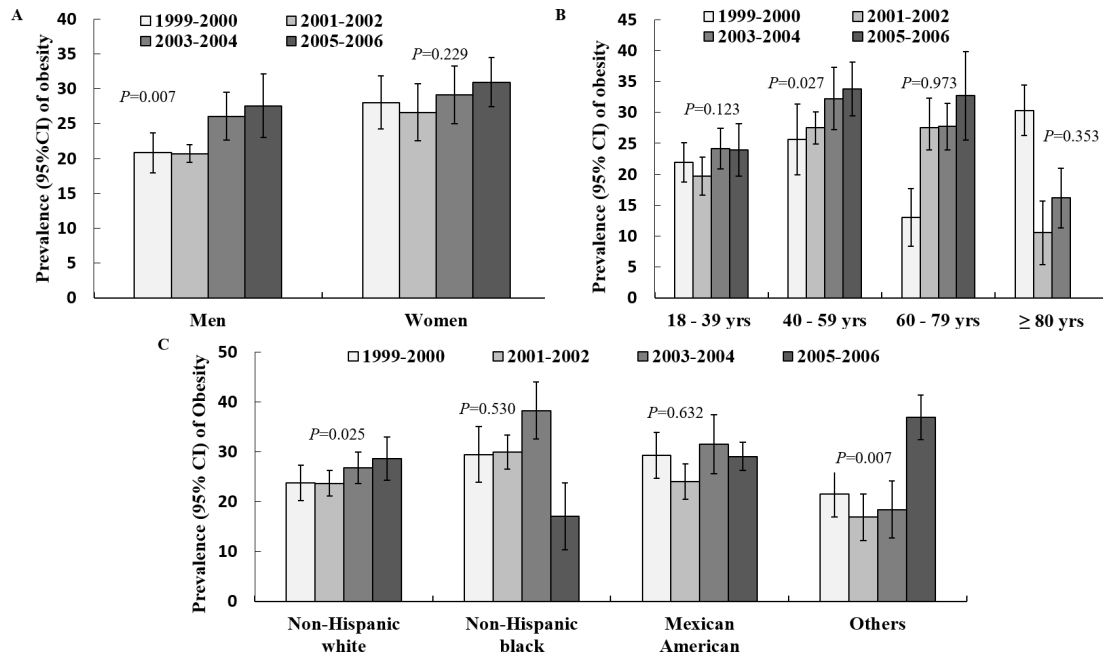 A
Prevalence (95%CI) of obesity
40
35
30
25
20
15
10
5
0
1999-2000
2001-2002
2003-2004
2005-2006
P=0.007
P=0.229
Men
Women
B
Prevalence (95% CI) of obesity
45
40
35
30
25
20
15
10
5
0
1999-2000
2001-2002
2003-2004
2005-2006
P=0.123
P=0.027
P=0.973
P=0.353
18 - 39 yrs
40 - 59 yrs
60 - 79 yrs
≥ 80 yrs
C
Prevalence (95% CI) of Obesity
50
40
30
20
10
0
1999-2000
2001-2002
2003-2004
2005-2006
P=0.025
P=0.530
P=0.632
P=0.007
Non-Hispanic
white
Non-Hispanic
black
Mexican
American
Others